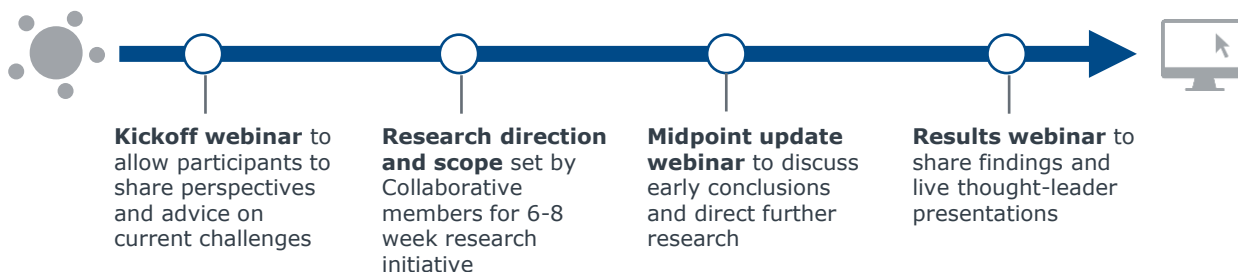 Kickoff webinar to
allow participants to
share perspectives
and advice on
current challenges
Research direction
and scope set by
Collaborative
members for 6-8
week research
initiative
Midpoint update
webinar to discuss
early conclusions
and direct further
research
Results webinar to
share findings and
live thought-leader
presentations